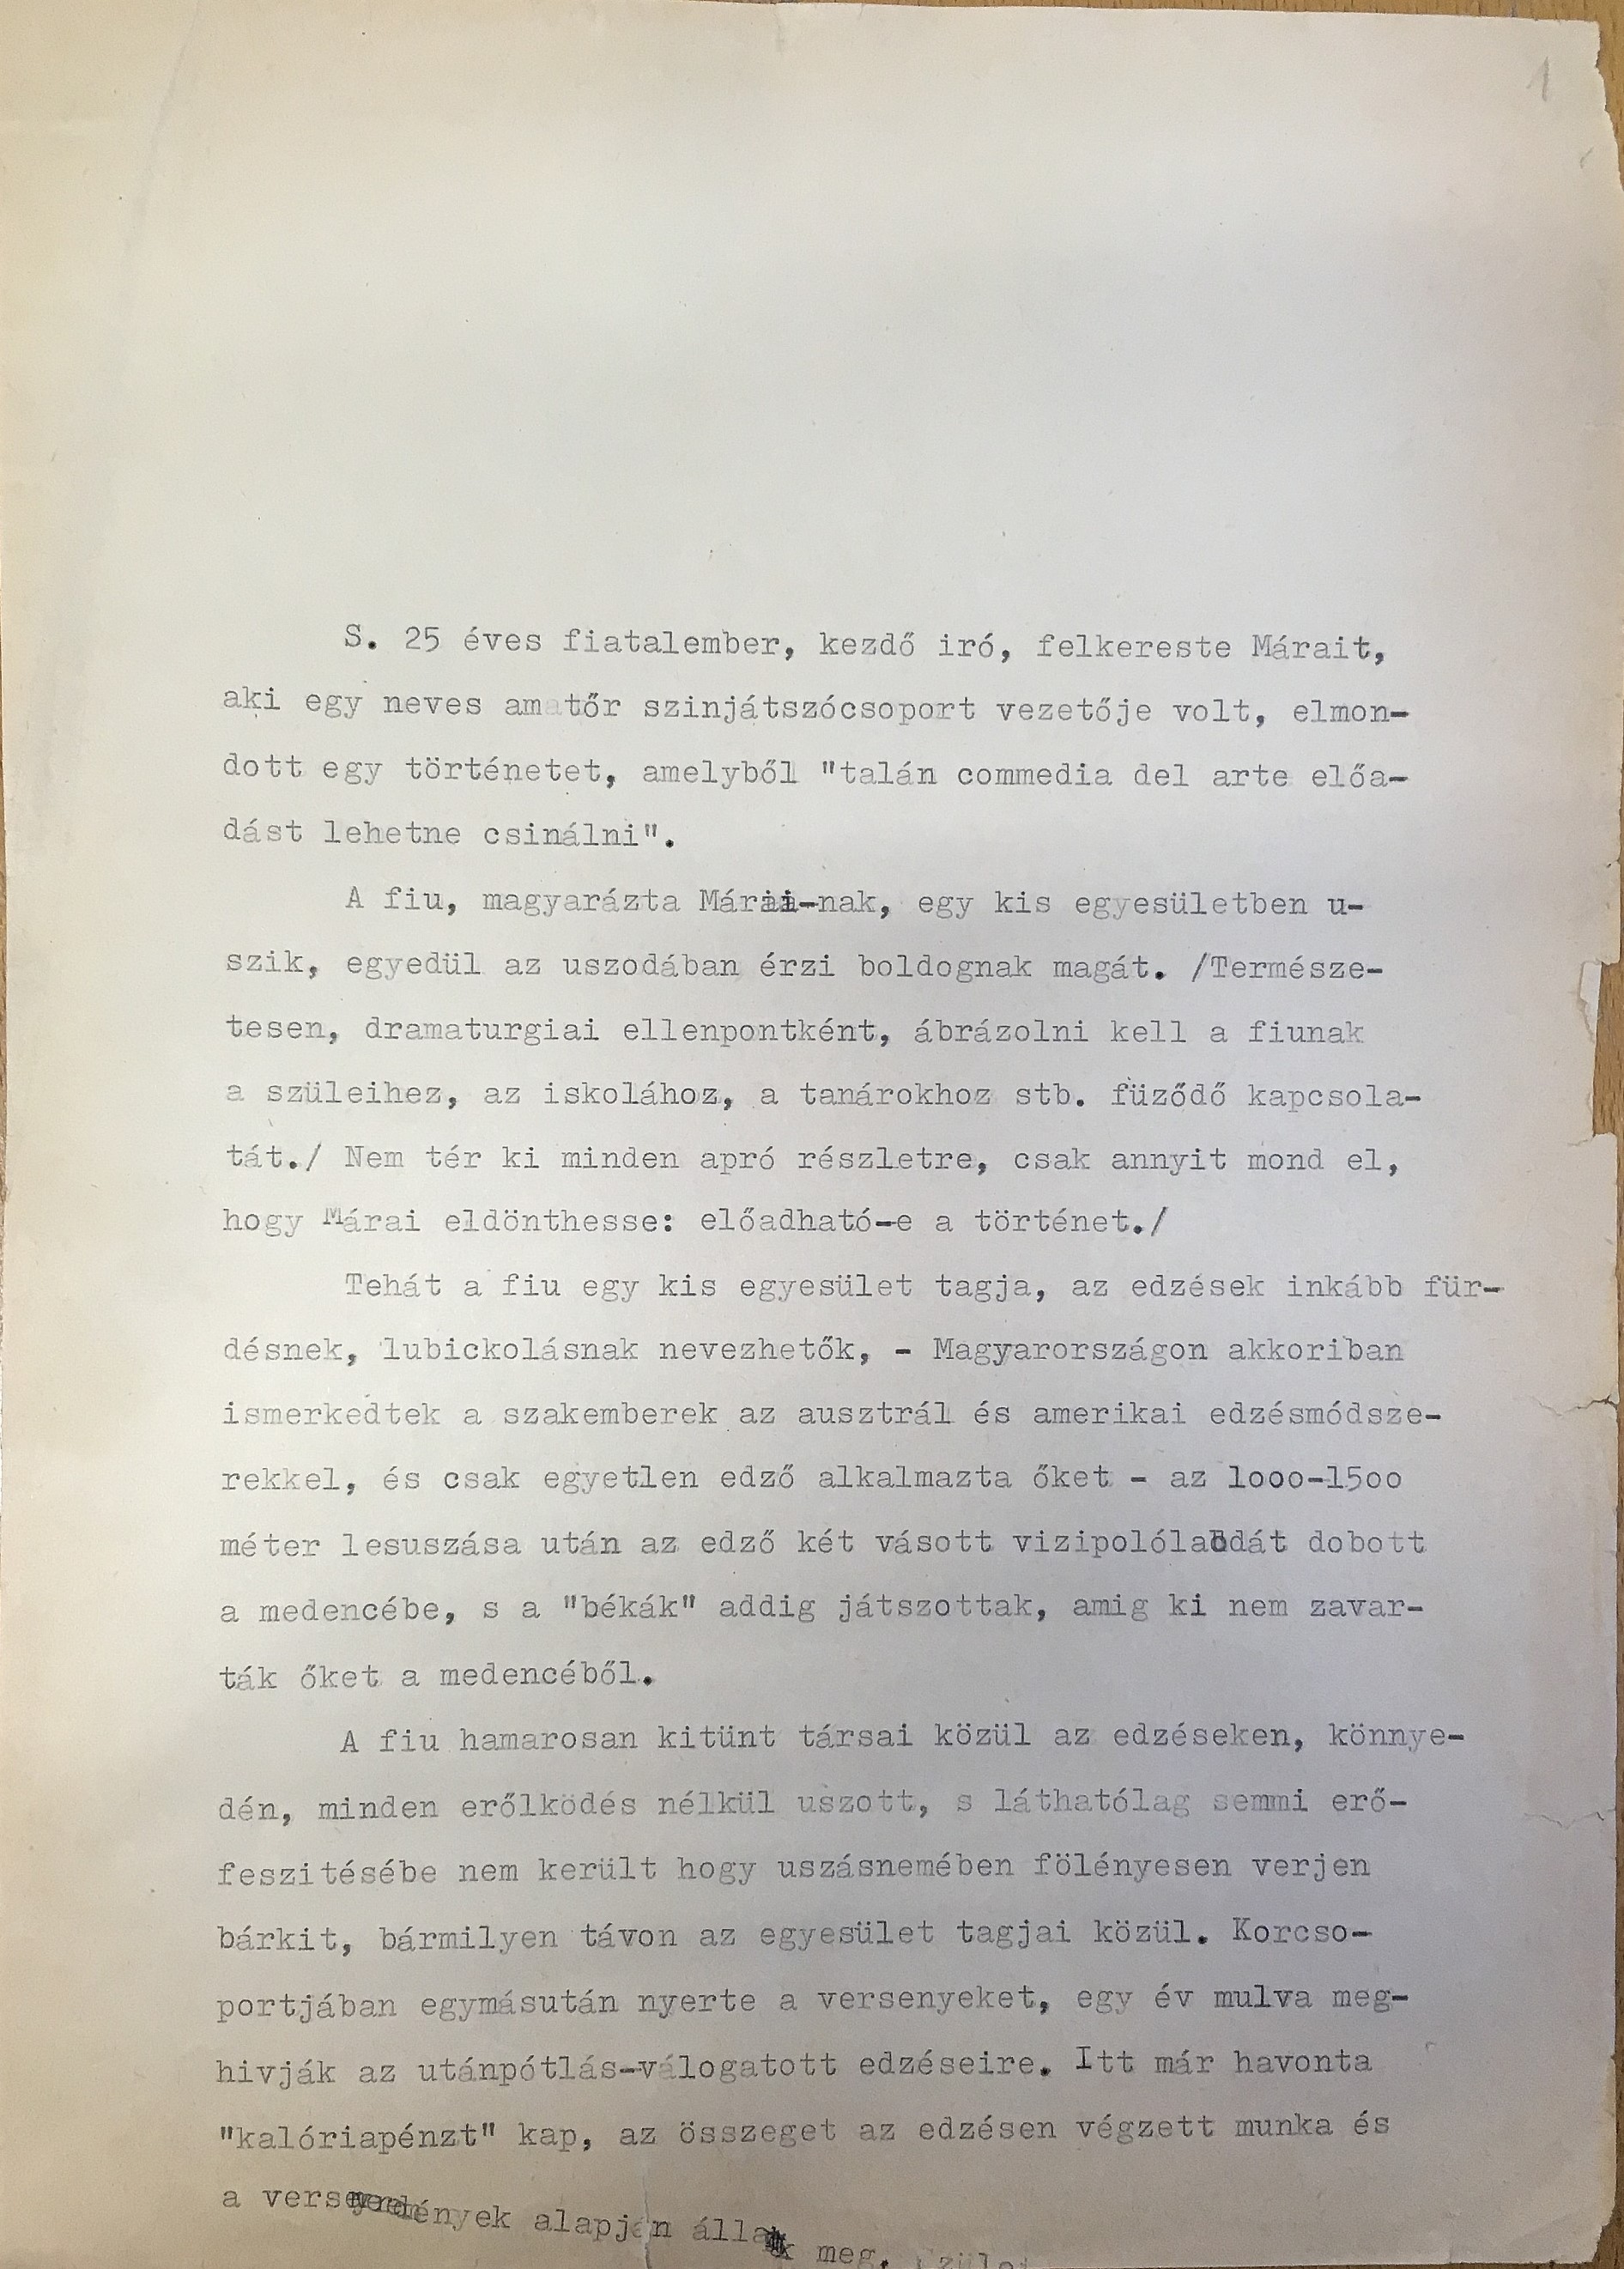 1
S. 25 éves fiatalember, kezdő iró, felkereste Márait,
aki egy neves amatőr szinjátszócsoport vezetője volt, elmon-
dott egy történetet, amelyből "talán commedia del arte előa-
dást lehetne csinálni".
A fiu, magyarázta Márai-nak, egy kis egyesületben u-
szik, egyedül az uszodában érzi boldognak magát. /Természe-
tesen, dramaturgiai ellenpontként, ábrázolni kell a fiunak
a szüleihez, az iskolához, a tanárokhoz stb. füződő kapcsola-
tát./ Nem tér ki minden apró részletre, csak annyit mond el,
hogy Márai eldönthesse: előadható-e a történet./
Tehát a fiu egy kis egyesület tagja, az edzések inkább für-
désnek, lubickolásnak nevezhetők, - Magyarországon akkoriban
ismerkedtek a szakemberek az ausztrál és amerikai edzésmódsze-
rekkel, és csak egyetlen edző alkalmazta őket - az 1ooo-15oo
méter lesuszása után az edző két vásott vizipolólabdát dobott
a medencébe, s a "békák" addig játszottak, amig ki nem zavar-
ták őket a medencéből.
A fiu hamarosan kitünt társai közül az edzéseken, könnye-
dén, minden erőlködés nélkül uszott, s láthatólag semmi erő-
feszitésébe nem került hogy uszásnemében fölényesen verjen
bárkit, bármilyen távon az egyesület tagjai közül. Korcso-
portjában egymásután nyerte a versenyeket, egy év mulva meg-
hivják az utánpótlás-válogatott edzéseire. Itt már havonta
"kalóriapénzt" kap, az összeget az edzésen végzett munka és
a alapján meg.